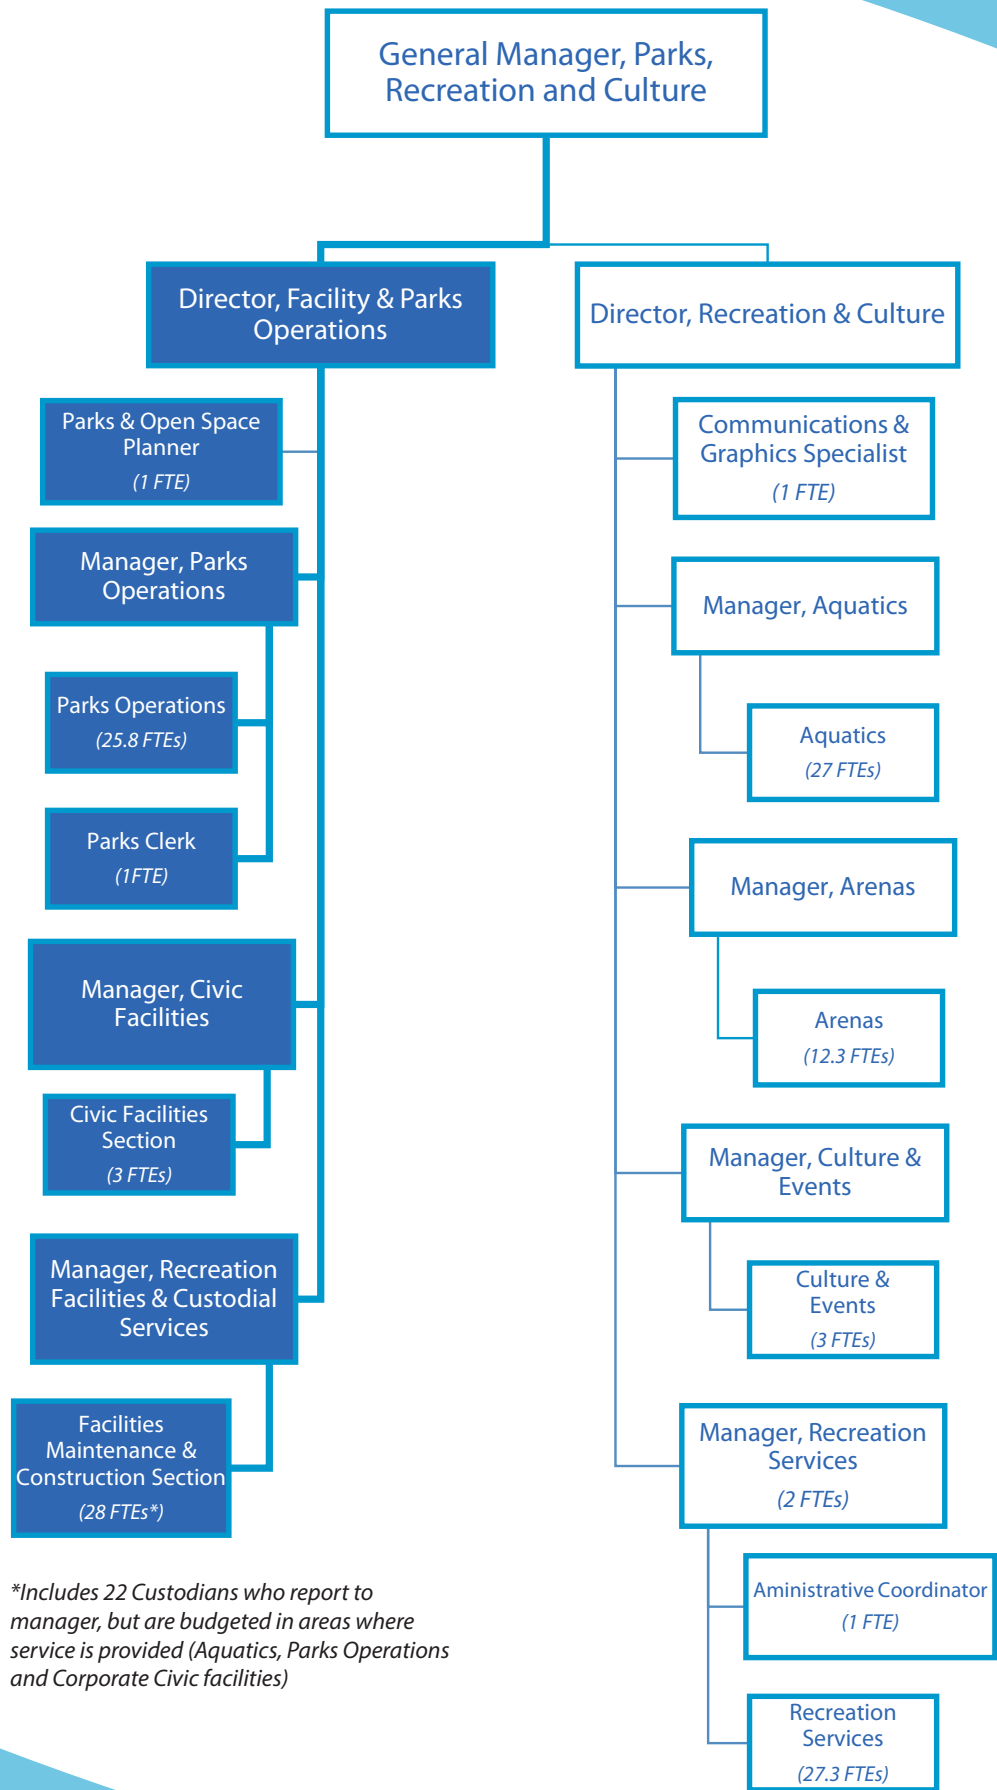 General Manager, Parks,
Recreation and Culture
Director, Facility & Parks
Operations
Parks & Open Space
Planner
(1 FTE)
Manager, Parks
Operations
Parks Operations
(25.8 FTEs)
Parks Clerk
(1FTE)
Manager, Civic
Facilities
Civic Facilities
Section
(3 FTEs)
Manager, Recreation
Facilities & Custodial
Services
Facilities
Maintenance &
Construction Section
(28 FTEs*)
*Includes 22 Custodians who report to
manager, but are budgeted in areas where
service is provided (Aquatics, Parks Operations
and Corporate Civic facilities)
Director, Recreation & Culture
Communications &
Graphics Specialist
(1 FTE)
Manager, Aquatics
Aquatics
(27 FTEs)
Manager, Arenas
Arenas
(12.3 FTEs)
Manager, Culture &
Events
Culture &
Events
(3 FTEs)
Manager, Recreation
Services
(2 FTEs)
Aministrative Coordinator
(1 FTE)
Recreation
Services
(27.3 FTEs)